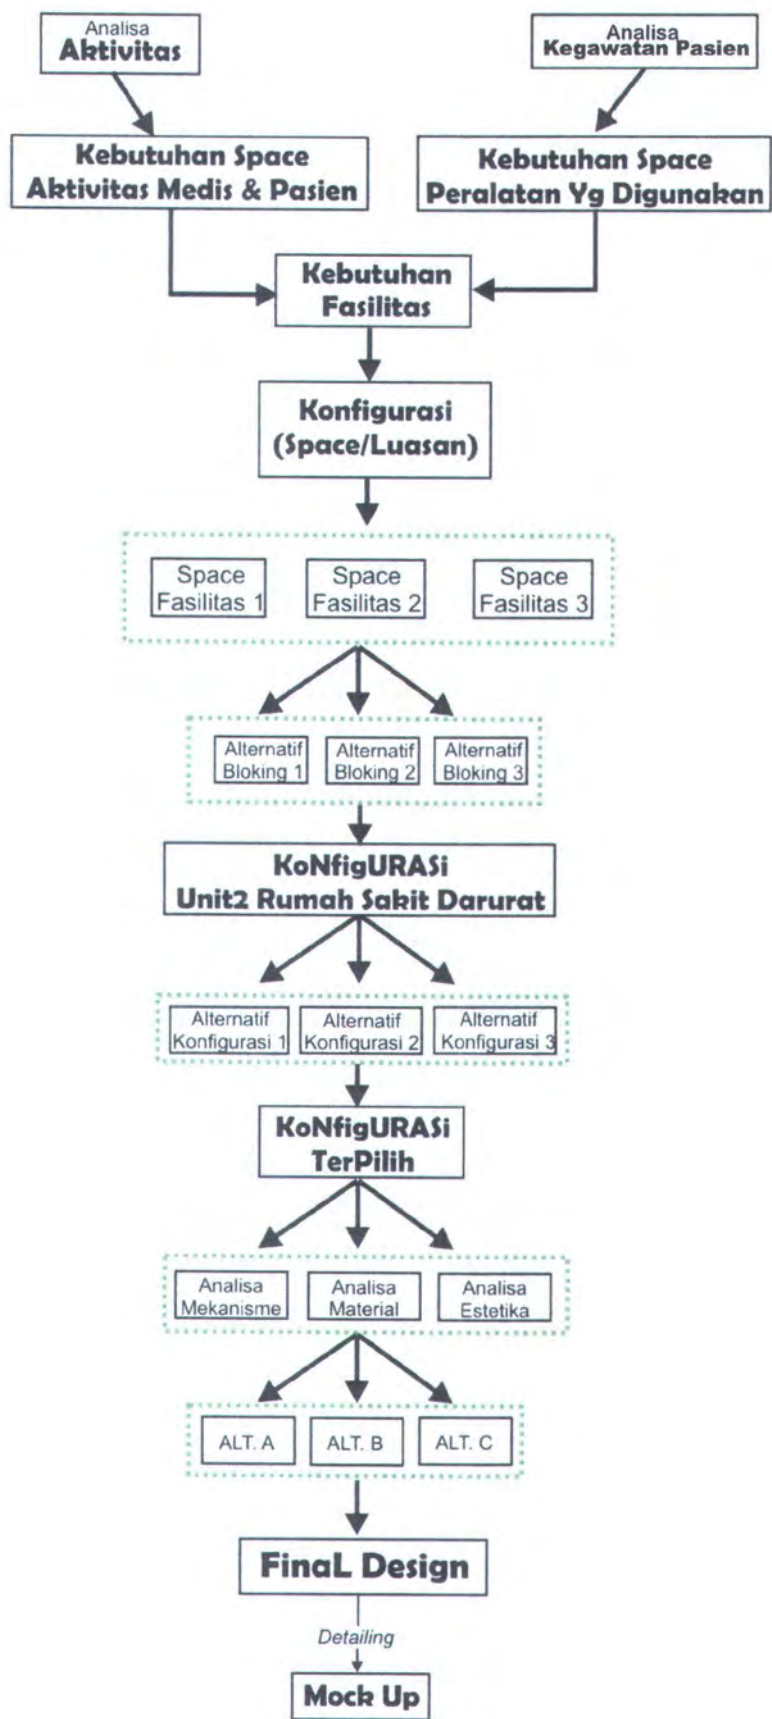 Analisa
Aktivitas
Analisa
Kegawatan Pasien
Kebutuhan Space
Aktivitas Medis & Pasien
Kebutuhan Space
Peralatan Yg Digunakan
Kebutuhan
Fasilitas
Konfigurasi
(Space/Luasan)
Space
Fasilitas 1
Space
Fasilitas 2
Space
Fasilitas 3
Alternatif
Bloking 1
Alternatif
Bloking 2
Alternatif
Bloking 3
KoNfigURASi
Unit2 Rumah Sakit Darurat
Alternatif
Konfigurasi 1
Alternatif
Konfigurasi 2
Alternatif
Konfigurasi 3
KoNfigURASi
TerPilih
Analisa
Mekanisme
Analisa
Material
Analisa
Estetika
ALT. A
ALT. B
ALT. C
FinaL Design
Detailing
Mock Up